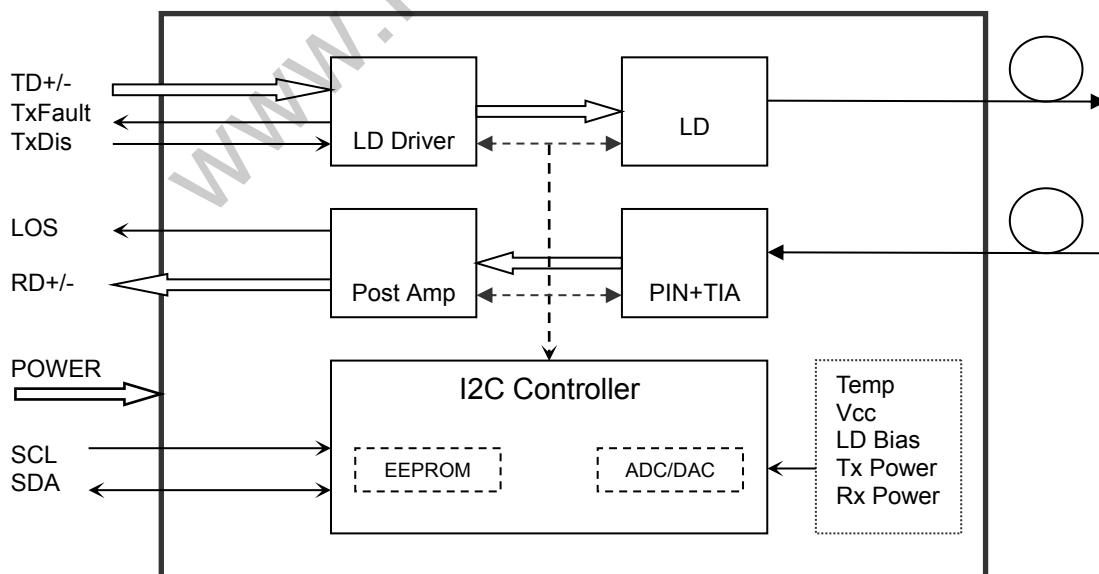 TD+/-
TxFault
TxDis
LD Driver
LD
LOS
RD+/-
Post Amp
PIN+TIA
POWER
I2C Controller
SCL
SDA
EEPROM
ADC/DAC
Temp
Vcc
LD Bias
Tx Power
Rx Power
www.